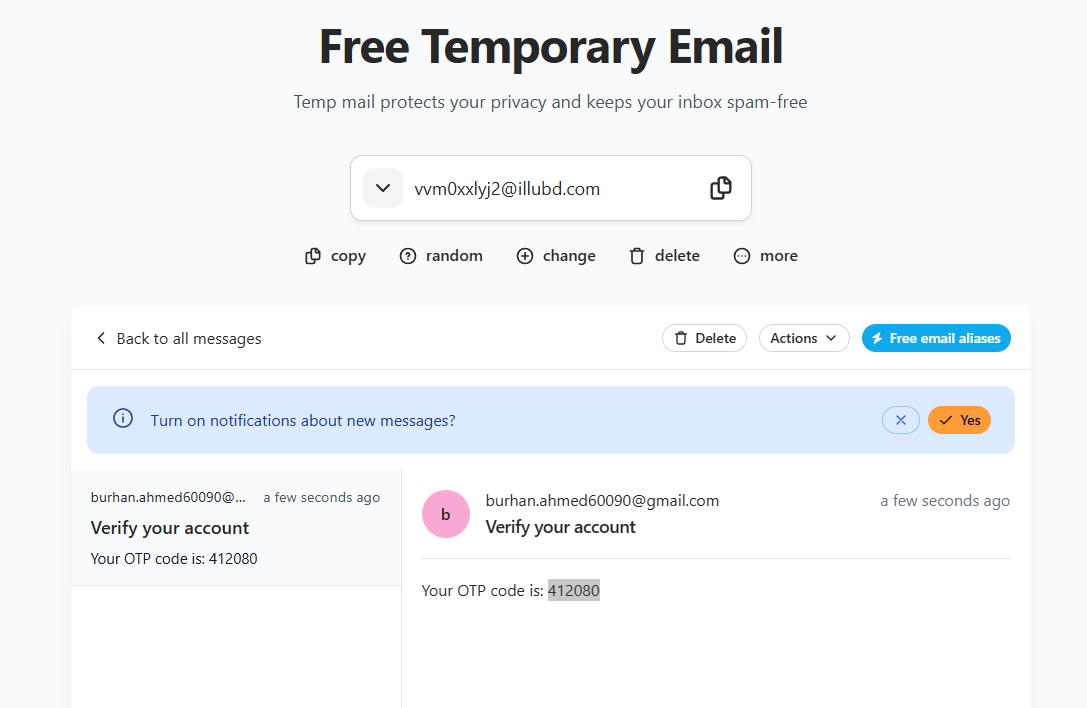 Free Temporary Email
Temp mail protects your privacy and keeps your inbox spam-free
vvm0xxlyj2@illubd.com
copy random change delete more
Back to all messages Delete Actions Free email aliases
Turn on notifications about new messages? Yes
burhan.ahmed60090@... a few seconds ago
Verify your account
Your OTP code is: 412080
b
burhan.ahmed60090@gmail.com a few seconds ago
Verify your account
Your OTP code is: 412080